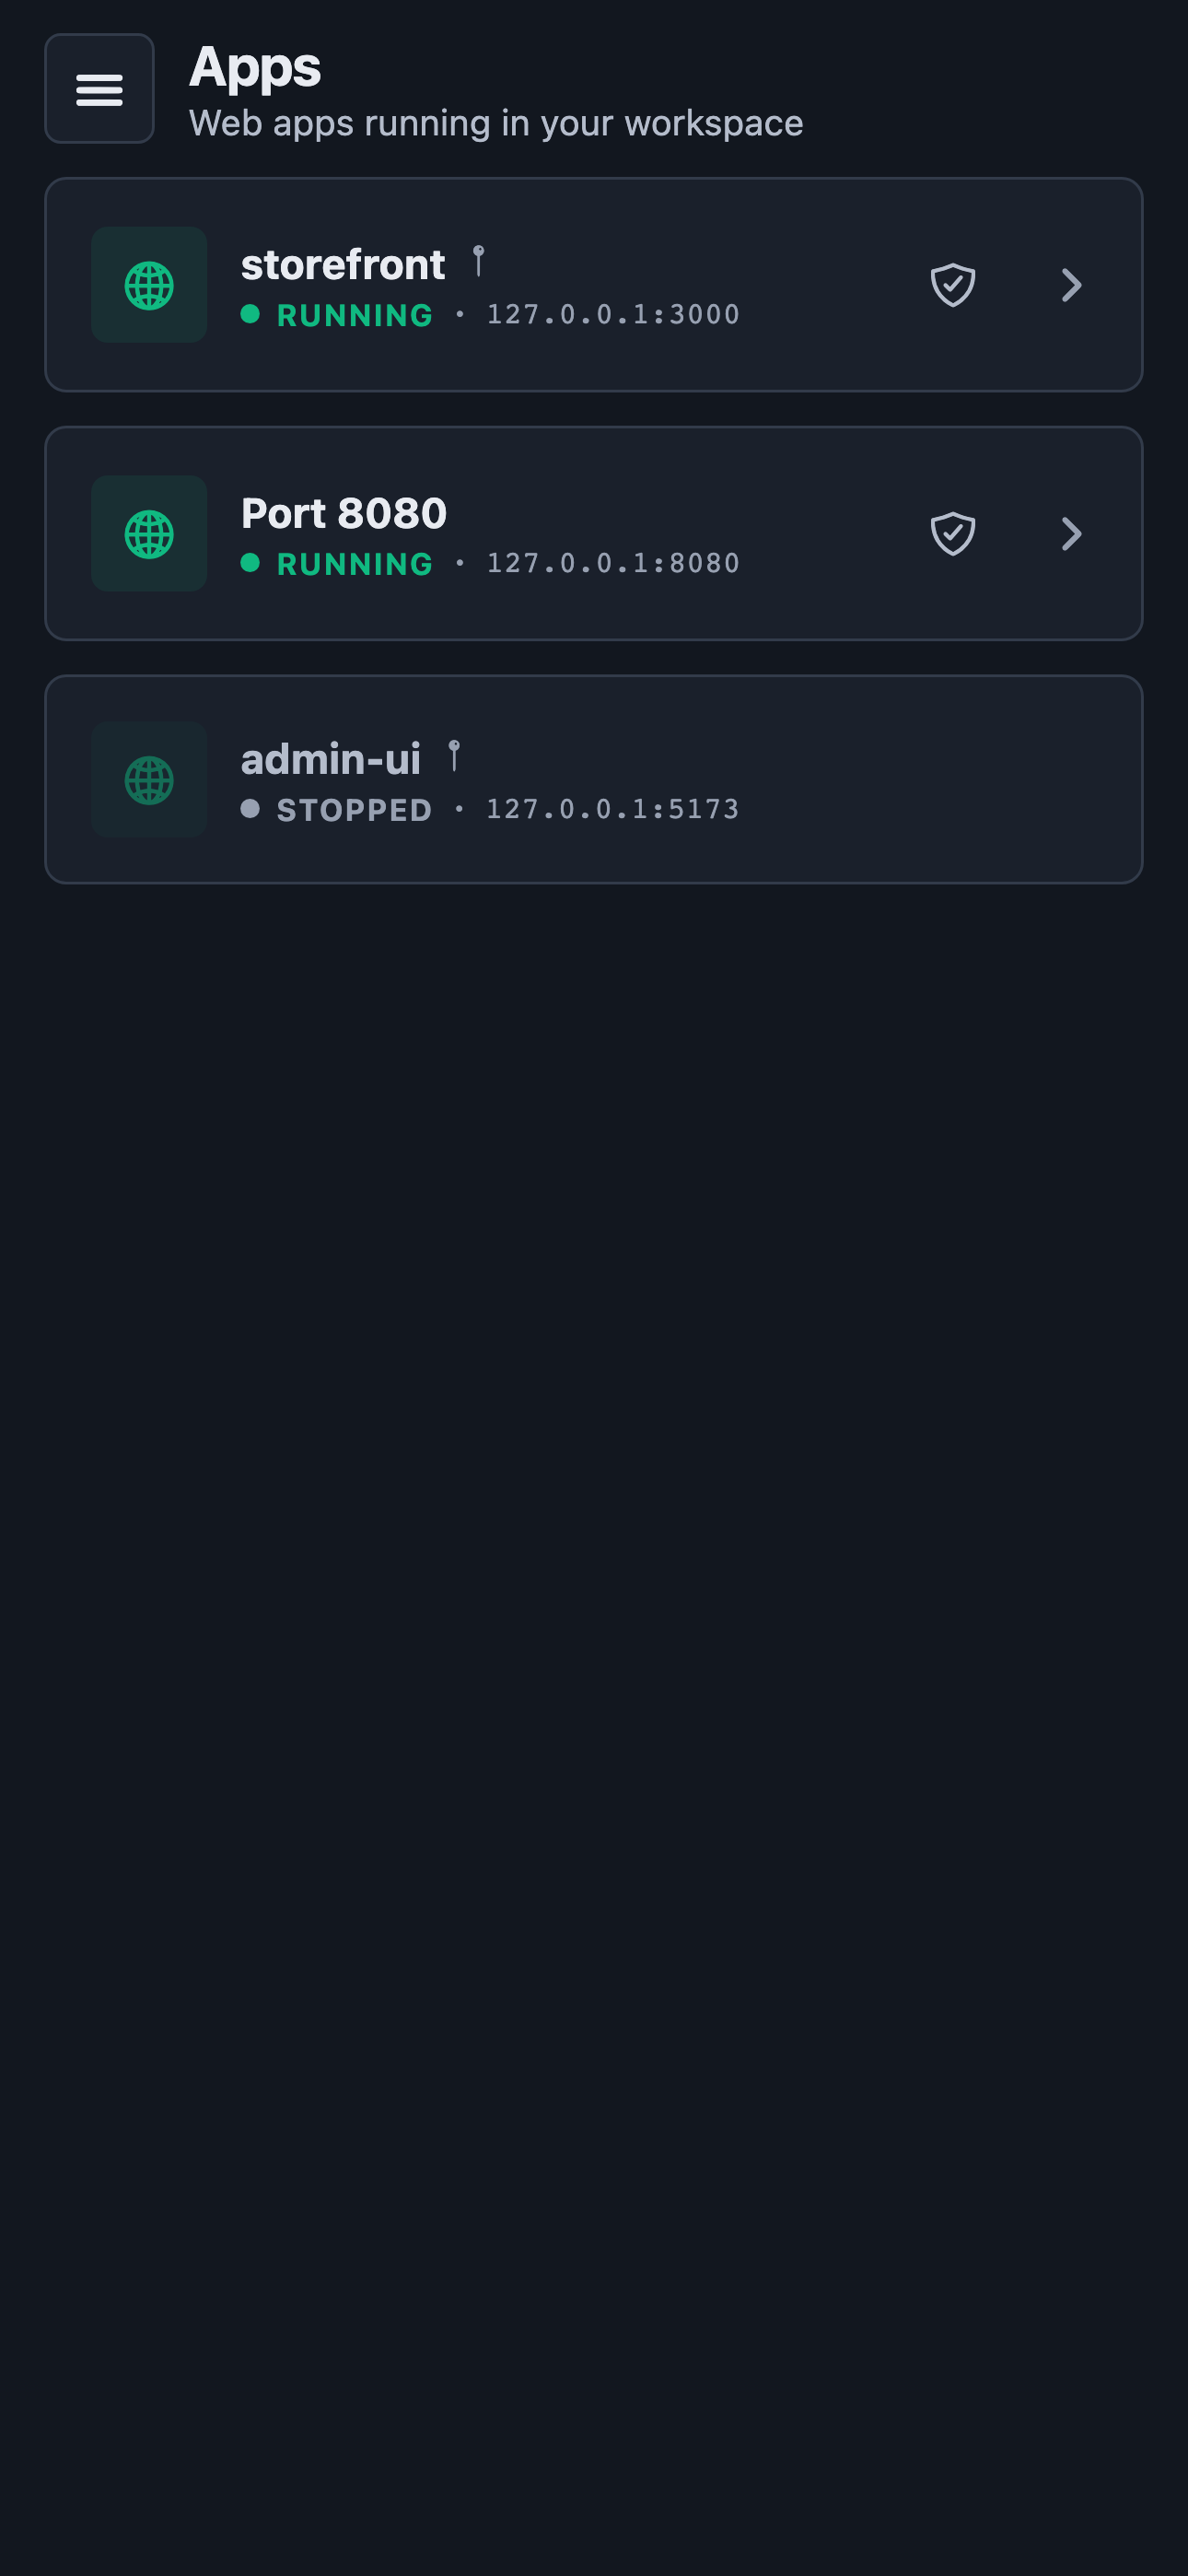 Apps
Web apps running in your workspace
storefront
RUNNING • 127.0.0.1:3000
Port 8080
RUNNING • 127.0.0.1:8080
admin-ui
STOPPED • 127.0.0.1:5173